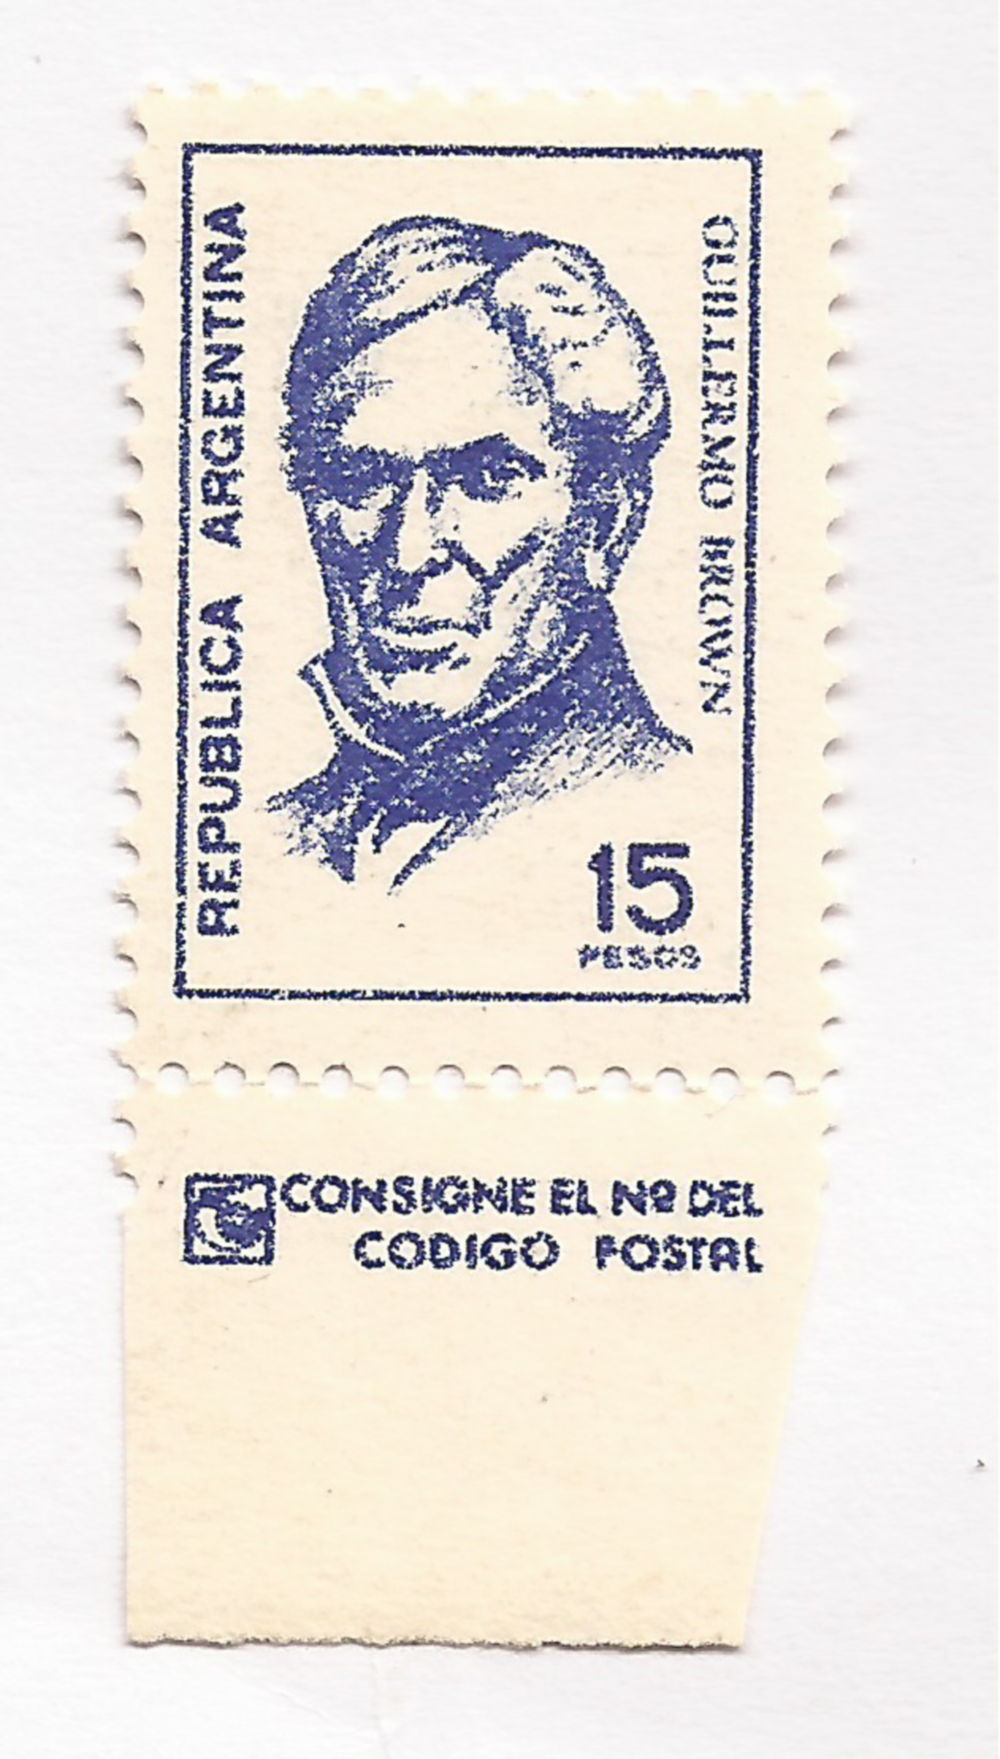 REPUBLICA ARGENTINA
GUILLERMO BROWN
15
PESOS
CONSIGNE EL Nº DEL
CODIGO POSTAL